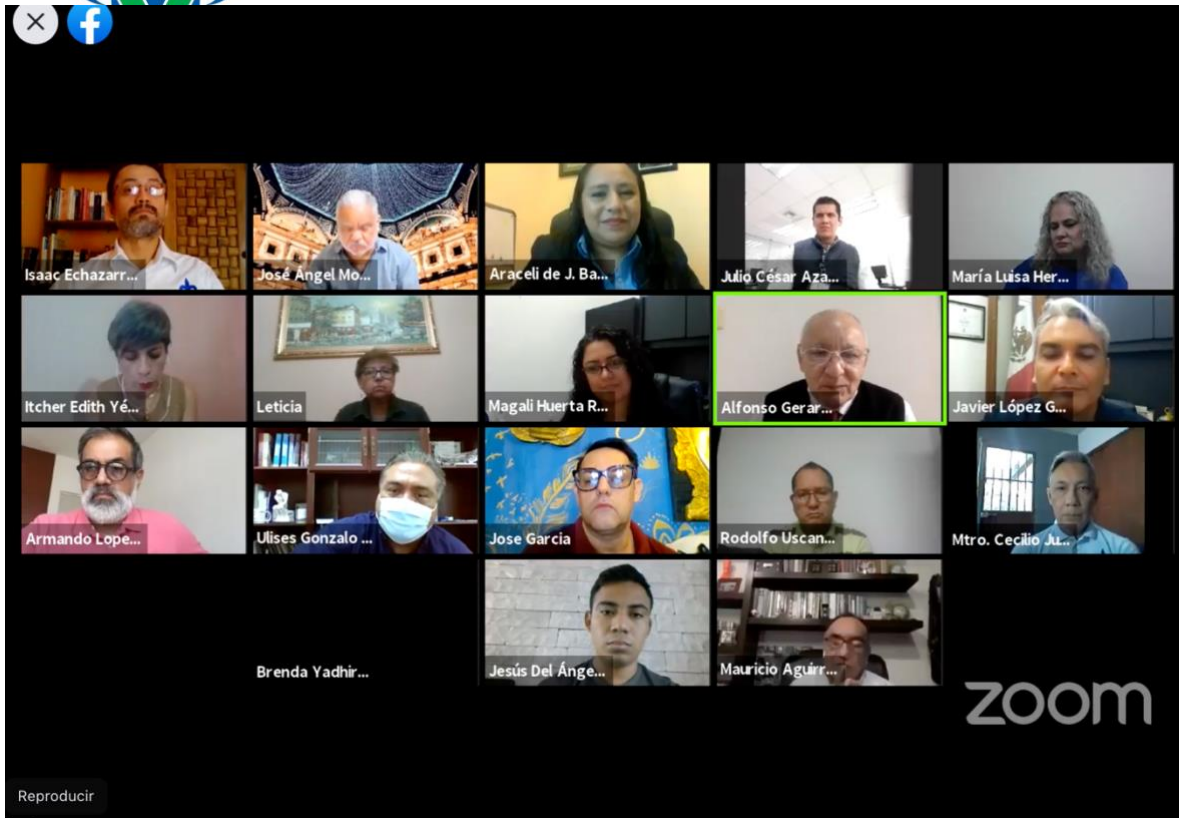 Isaac Echazarr...
José Ángel Mo...
Araceli de J. Ba...
Julio César Aza...
María Luisa Her...
Itcher Edith Yé...
Leticia
Magali Huerta R...
Alfonso Gerar...
Javier López G...
Armando Lope...
Ulises Gonzalo ...
Jose Garcia
Rodolfo Uscan...
Mtro. Cecilio Ju...
Brenda Yadhir...
Jesús Del Ánge...
Mauricio Aguirr...
zoom
Reproducir